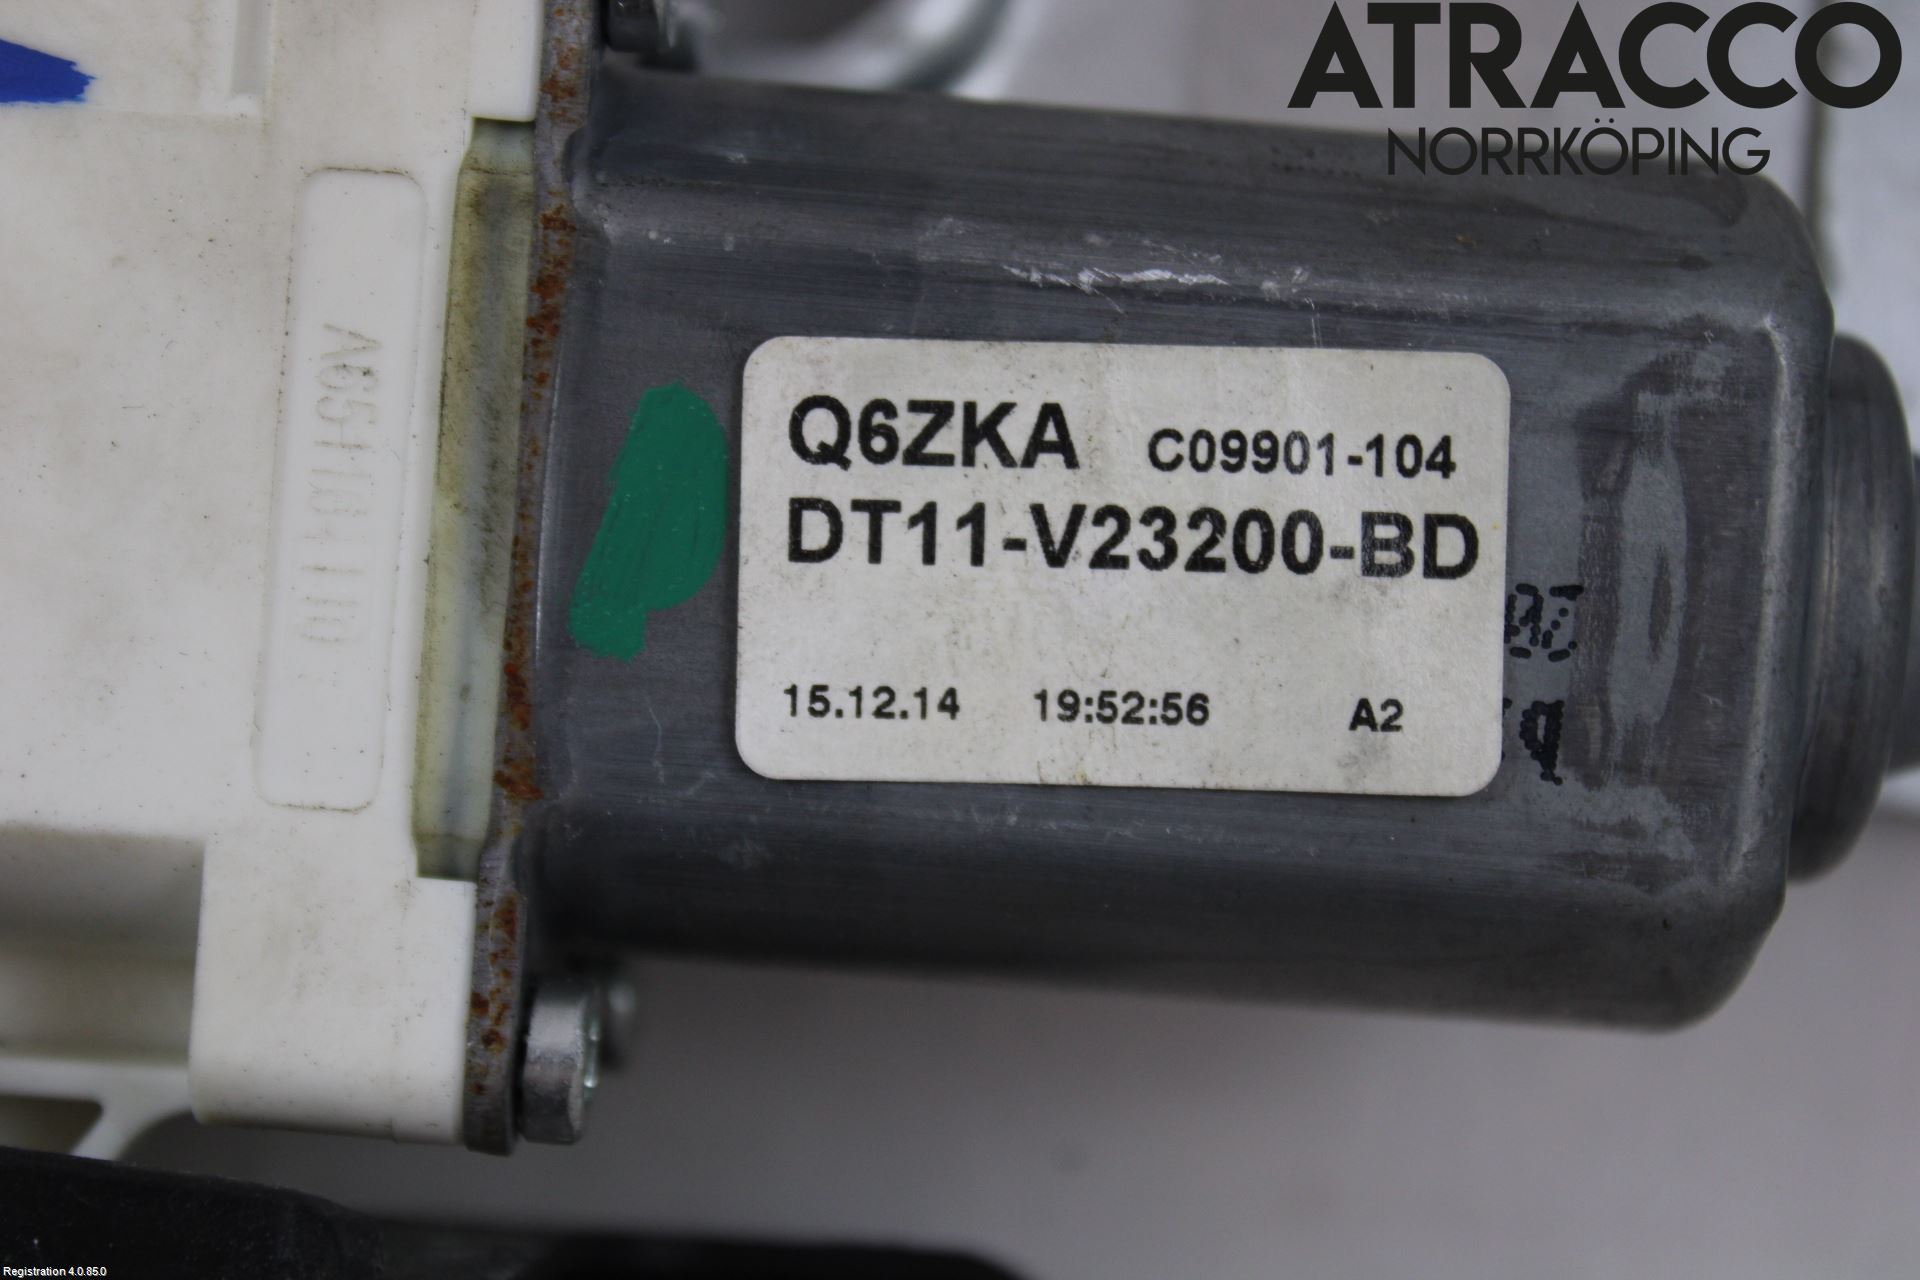 ATRACCO
NORRKÖPING
Q6ZKA C09901-104
DT11-V23200-BD
15.12.14 19:52:56 A2
Registration 4.0.85.0